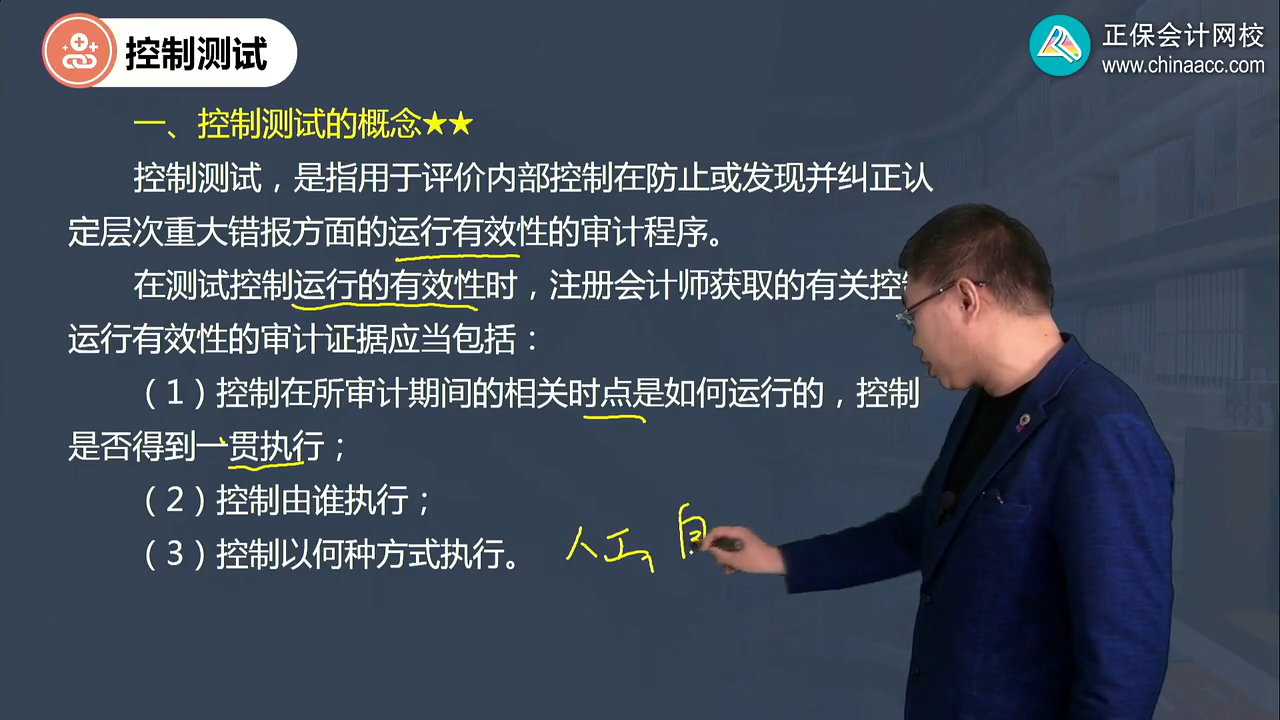 控制测试
正保会计网校
www.chinaacc.com
一、控制测试的概念★★
控制测试，是指用于评价内部控制在防止或发现并纠正认
定层次重大错报方面的运行有效性的审计程序。
在测试控制运行的有效性时，注册会计师获取的有关控
运行有效性的审计证据应当包括：
（1）控制在所审计期间的相关时点是如何运行的，控制
是否得到一贯执行；
（2）控制由谁执行；
（3）控制以何种方式执行。 人工，自